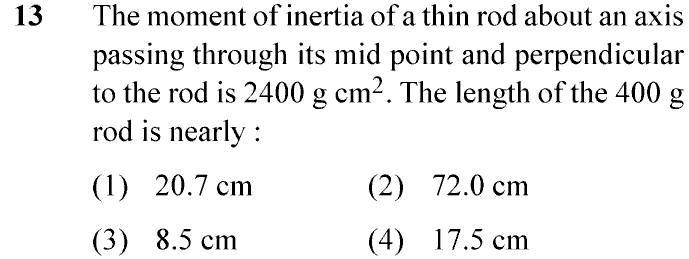 13 The moment of inertia of a thin rod about an axis
passing through its mid point and perpendicular
to the rod is 2400 g cm². The length of the 400 g
rod is nearly :
(1) 20.7 cm (2) 72.0 cm
(3) 8.5 cm (4) 17.5 cm